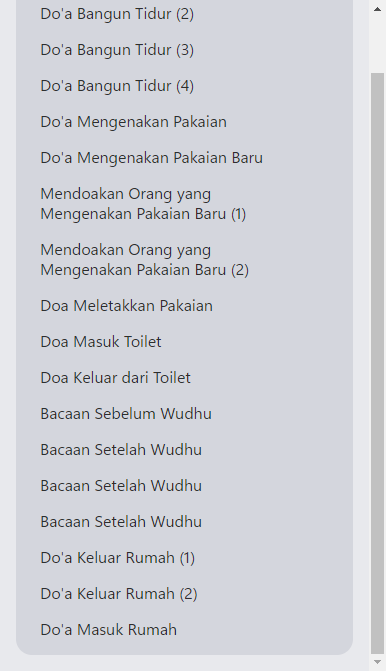 Do'a Bangun Tidur (2)
Do'a Bangun Tidur (3)
Do'a Bangun Tidur (4)
Do'a Mengenakan Pakaian
Do'a Mengenakan Pakaian Baru
Mendoakan Orang yang
Mengenakan Pakaian Baru (1)
Mendoakan Orang yang
Mengenakan Pakaian Baru (2)
Doa Meletakkan Pakaian
Doa Masuk Toilet
Doa Keluar dari Toilet
Bacaan Sebelum Wudhu
Bacaan Setelah Wudhu
Bacaan Setelah Wudhu
Bacaan Setelah Wudhu
Do'a Keluar Rumah (1)
Do'a Keluar Rumah (2)
Do'a Masuk Rumah